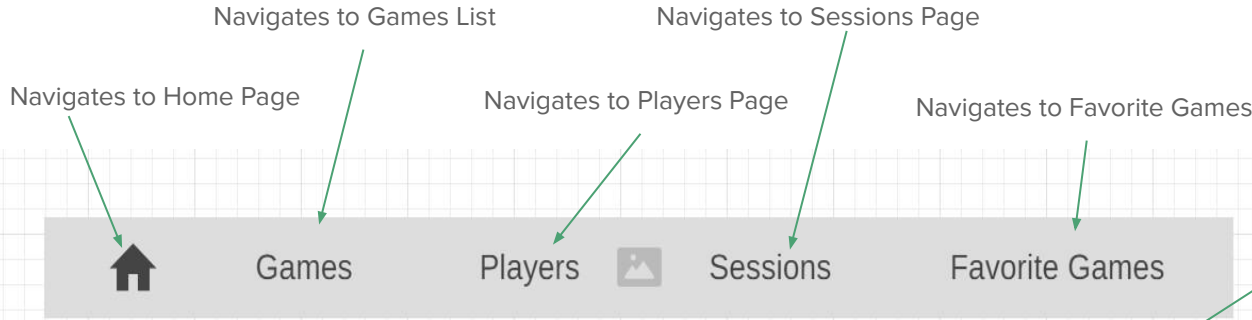 Navigates to Games List
Navigates to Sessions Page
Navigates to Home Page
Navigates to Players Page
Navigates to Favorite Games
Games
Players
Sessions
Favorite Games